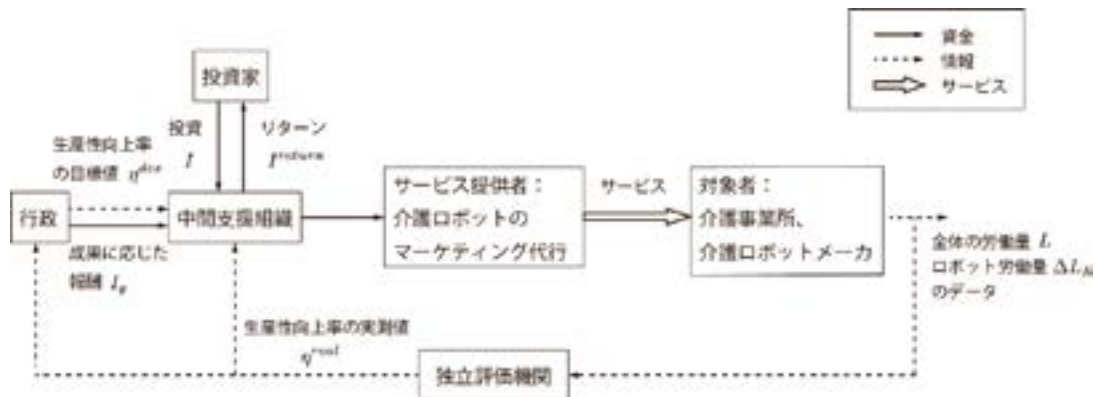 資金
情報
サービス
投資家
投資
I
リターン
I^return
生産性向上率
の目標値 η^des
行政
中間支援組織
成果に応じた
報酬 I_g
サービス提供者：
介護ロボットの
マーケティング代行
サービス
対象者：
介護事業所、
介護ロボットメーカ
全体の労働量 L
ロボット労働量
のデータ
生産性向上率の実測値
η^real
独立評価機関